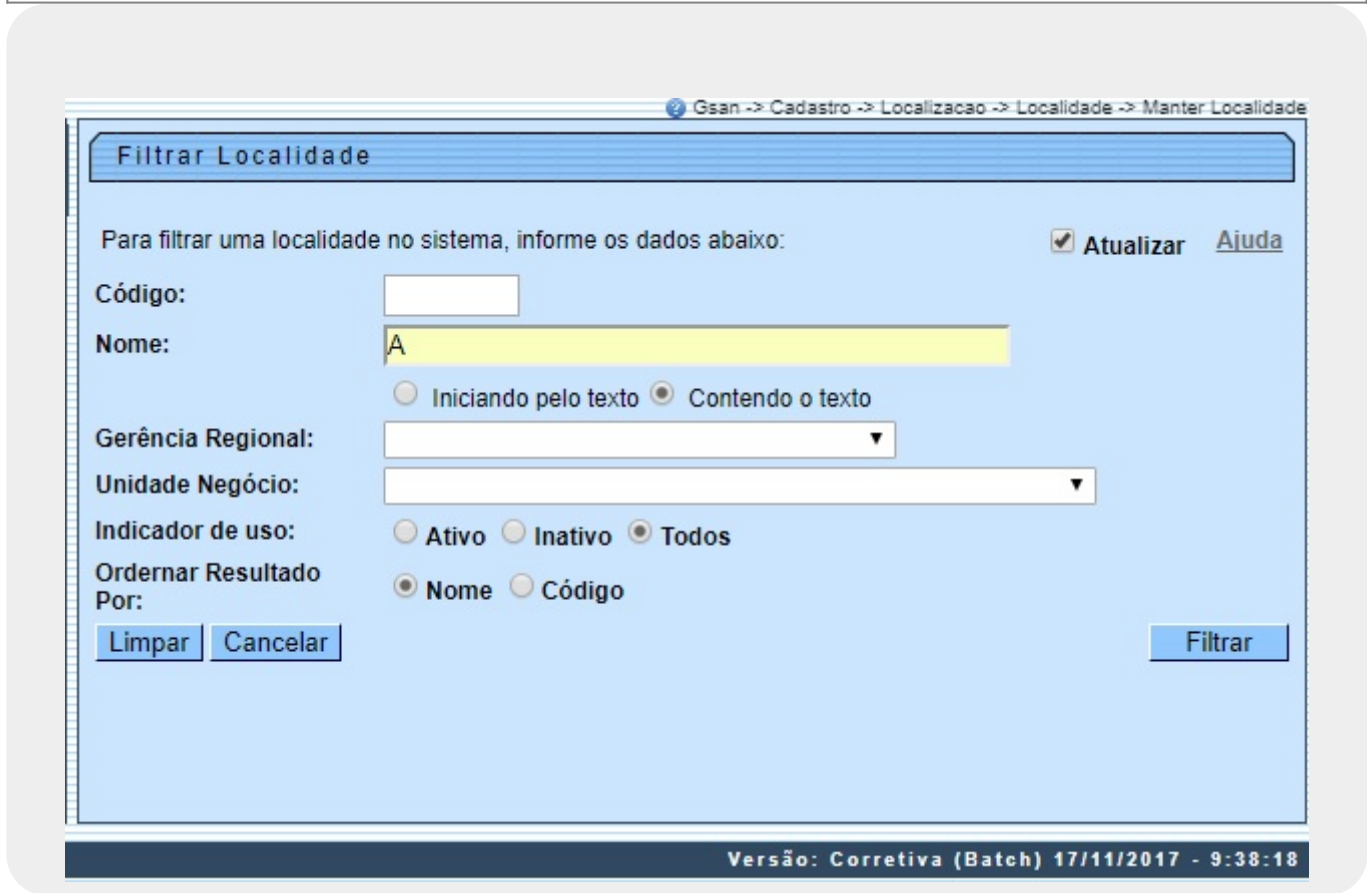 Gsan -> Cadastro -> Localizacao -> Localidade -> Manter Localidade
Filtrar Localidade
Para filtrar uma localidade no sistema, informe os dados abaixo: Atualizar Ajuda
Código:
Nome: A
Iniciando pelo texto Contendo o texto
Gerência Regional:
Unidade Negócio:
Indicador de uso: Ativo Inativo Todos
Ordernar Resultado
Por: Nome Código
Limpar Cancelar Filtrar
Versão: Corretiva (Batch) 17/11/2017 - 9:38:18